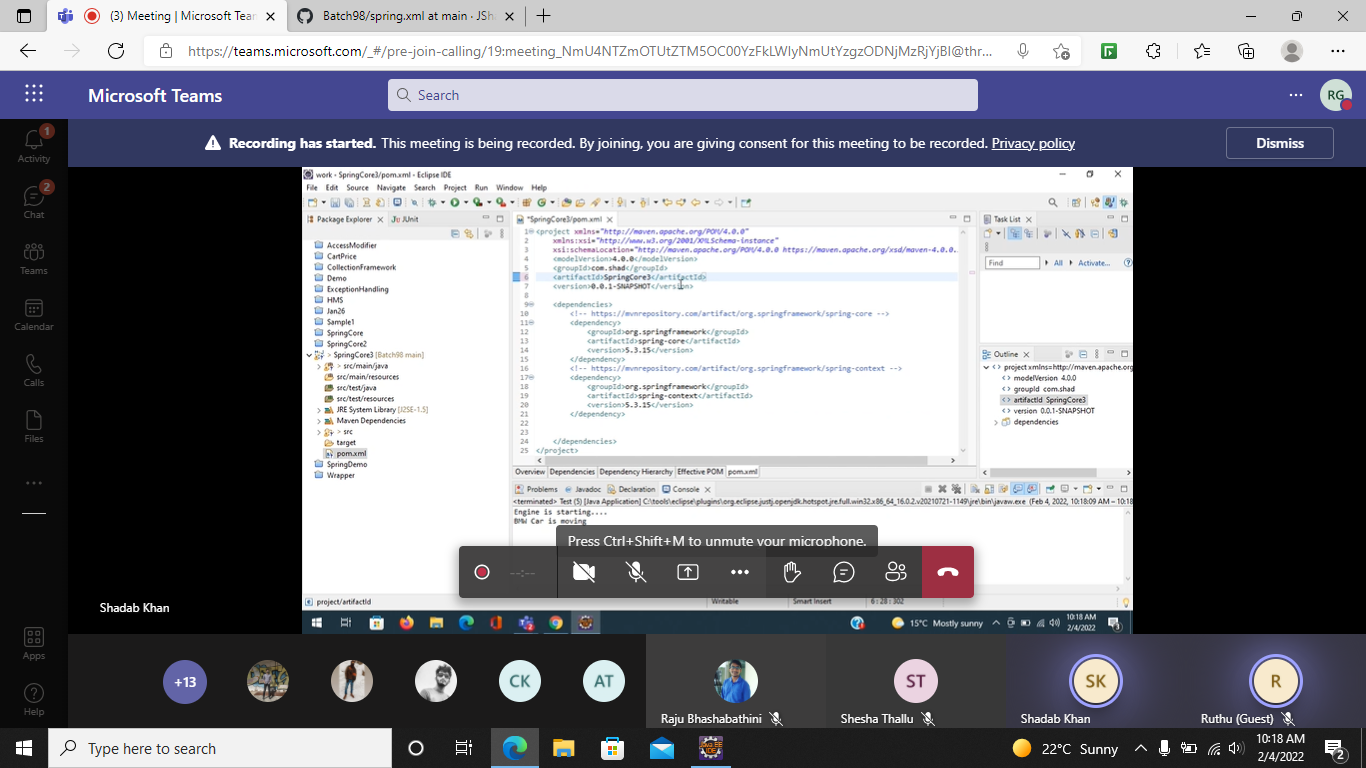 (3) Meeting | Microsoft Tean
Batch98/spring.xml at main · JSh
https://teams.microsoft.com/_#/pre-join-calling/19:meeting_NmU4NTZmOTUtZTM5OC00YzFkLWIyNmUtYzgzODNjMzRjYjBl@thr...
Microsoft Teams
Search
RG
Recording has started. This meeting is being recorded. By joining, you are giving consent for this meeting to be recorded. Privacy policy
Dismiss
1
Activity
2
Chat
Teams
Calendar
Calls
Files
Apps
Help
work - SpringCore3/pom.xml - Eclipse IDE
File Edit Source Navigate Search Project Run Window Help
Package Explorer
JUnit
AccessModifier
CartPrice
CollectionFramework
Demo
ExceptionHandling
HMS
Jan26
Sample1
SpringCore
SpringCore2
> SpringCore3 [Batch98 main]
> src/main/java
src/main/resources
src/test/java
src/test/resources
JRE System Library [J2SE-1.5]
Maven Dependencies
> src
target
pom.xml
SpringDemo
Wrapper
*SpringCore3/pom.xml
1 <project xmlns="http://maven.apache.org/POM/4.0.0"
2 xmlns:xsi="http://www.w3.org/2001/XMLSchema-instance"
3 xsi:schemaLocation="http://maven.apache.org/POM/4.0.0 https://maven.apache.org/xsd/maven-4.0.0.
4 <modelVersion>4.0.0</modelVersion>
5 <groupId>com.shad</groupId>
6 <artifactId>SpringCore3</artifactId>
7 <version>0.0.1-SNAPSHOT</version>
8
9 <dependencies>
10 <!-- https://mvnrepository.com/artifact/org.springframework/spring-core -->
11 <dependency>
12 <groupId>org.springframework</groupId>
13 <artifactId>spring-core</artifactId>
14 <version>5.3.15</version>
15 </dependency>
16 <!-- https://mvnrepository.com/artifact/org.springframework/spring-context -->
17 <dependency>
18 <groupId>org.springframework</groupId>
19 <artifactId>spring-context</artifactId>
20 <version>5.3.15</version>
21 </dependency>
22
23
24 </dependencies>
25 </project>
Overview Dependencies Dependency Hierarchy Effective POM pom.xml
Task List
Find
All
Activate...
Outline
project xmlns=http://maven.apache.org
modelVersion 4.0.0
groupId com.shad
artifactId SpringCore3
version 0.0.1-SNAPSHOT
dependencies
Problems Javadoc Declaration Console
<terminated> Test (5) [Java Application] C:\tools\eclipse\plugins\org.eclipse.justj.openjdk.hotspot.jre.full.win32.x86_64_16.0.2.v20210721-1149\jre\bin\javaw.exe (Feb 4, 2022, 10:18:09 AM – 10:18
Engine is starting....
BMW Car is moving
Press Ctrl+Shift+M to unmute your microphone.
--:--
project/artifactId
Writable
Smart Insert
6 : 28 : 302
15°C Mostly sunny
10:18 AM
2/4/2022
Shadab Khan
+13
CK
AT
Raju Bhashabathini
ST
Shesha Thallu
SK
Shadab Khan
R
Ruthu (Guest)
Type here to search
22°C Sunny
10:18 AM
2/4/2022
2